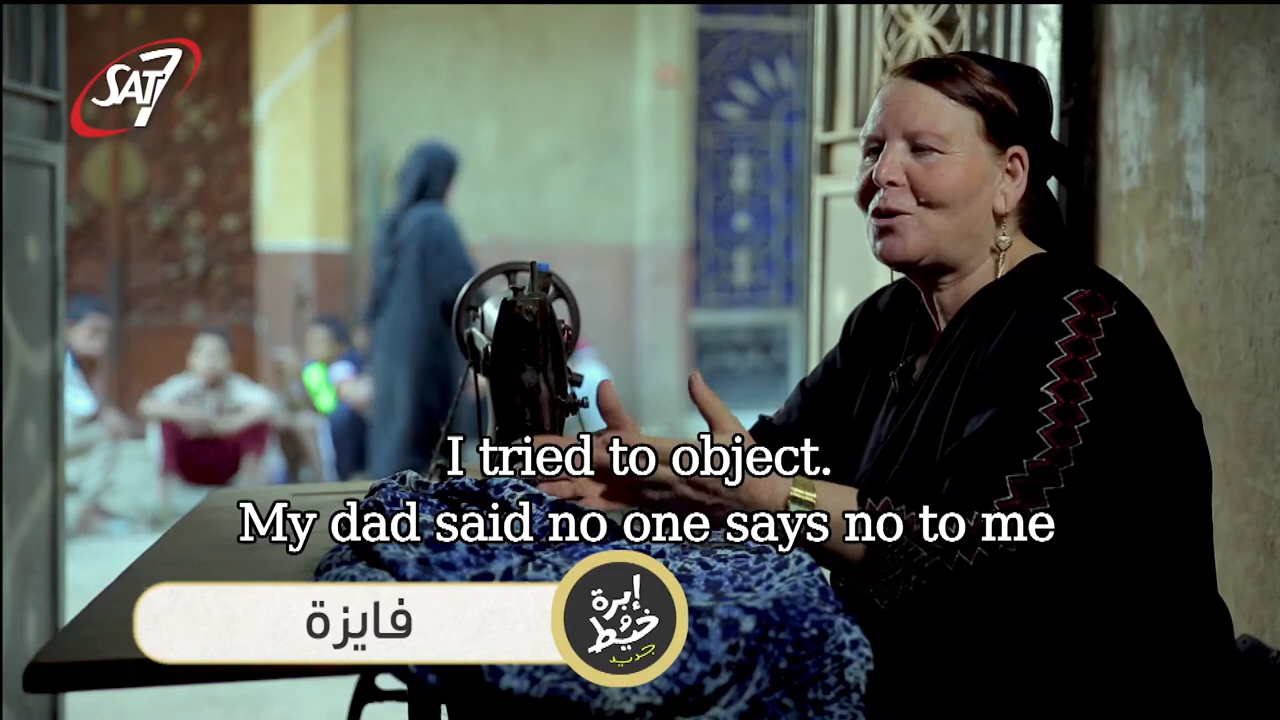 SAT7
I tried to object.
My dad said no one says no to me
فايزة
إبرة
خيط
جديد